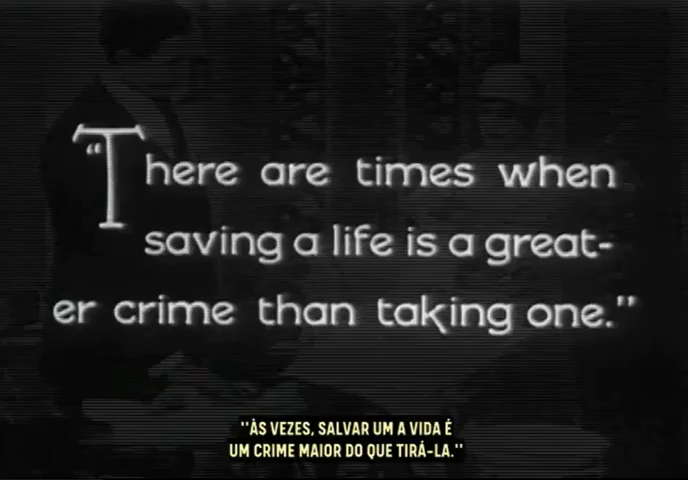 "There are times when
saving a life is a great-
er crime than taking one."
"ÀS VEZES, SALVAR UM A VIDA É
UM CRIME MAIOR DO QUE TIRÁ-LA."